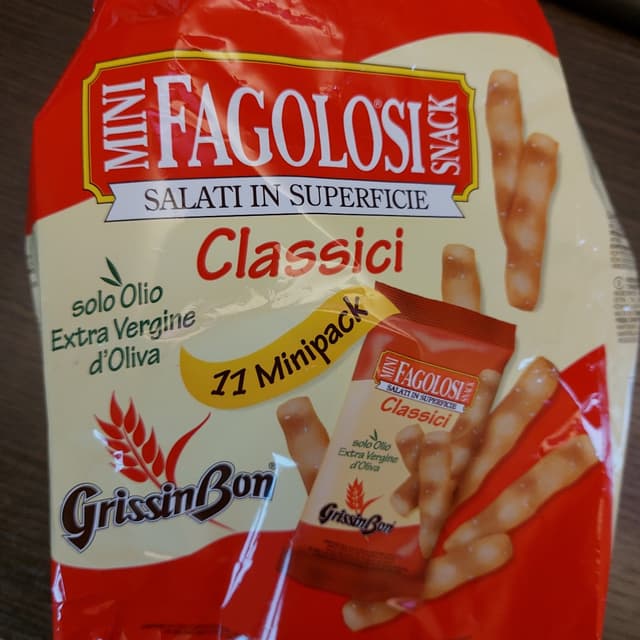 MINI FAGOLOSI SNACK
SALATI IN SUPERFICIE
Classici
solo Olio
Extra Vergine
d'Oliva
11 Minipack
GrissinBon
MINI FAGOLOSI SNACK
SALATI IN SUPERFICIE
Classici
solo Olio
Extra Vergine
d'Oliva
GrissinBon